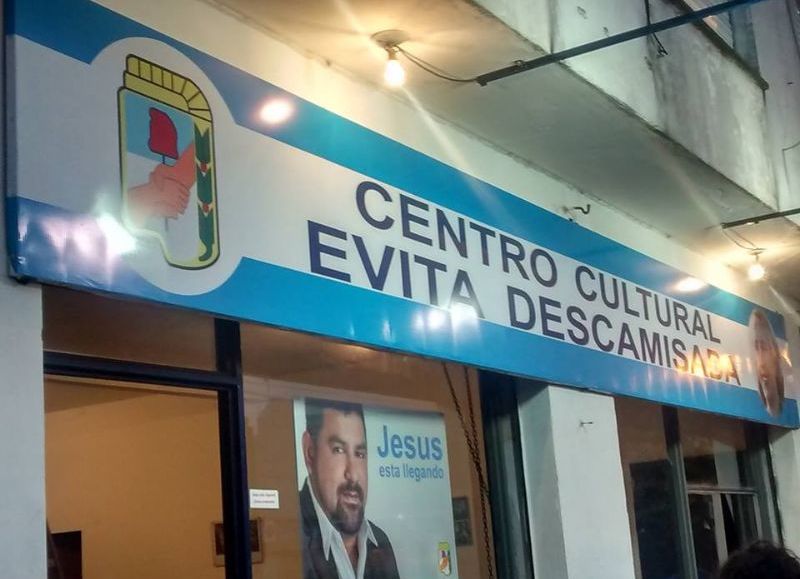 CENTRO CULTURAL
EVITA DESCAMISADA
Jesus
esta llegando